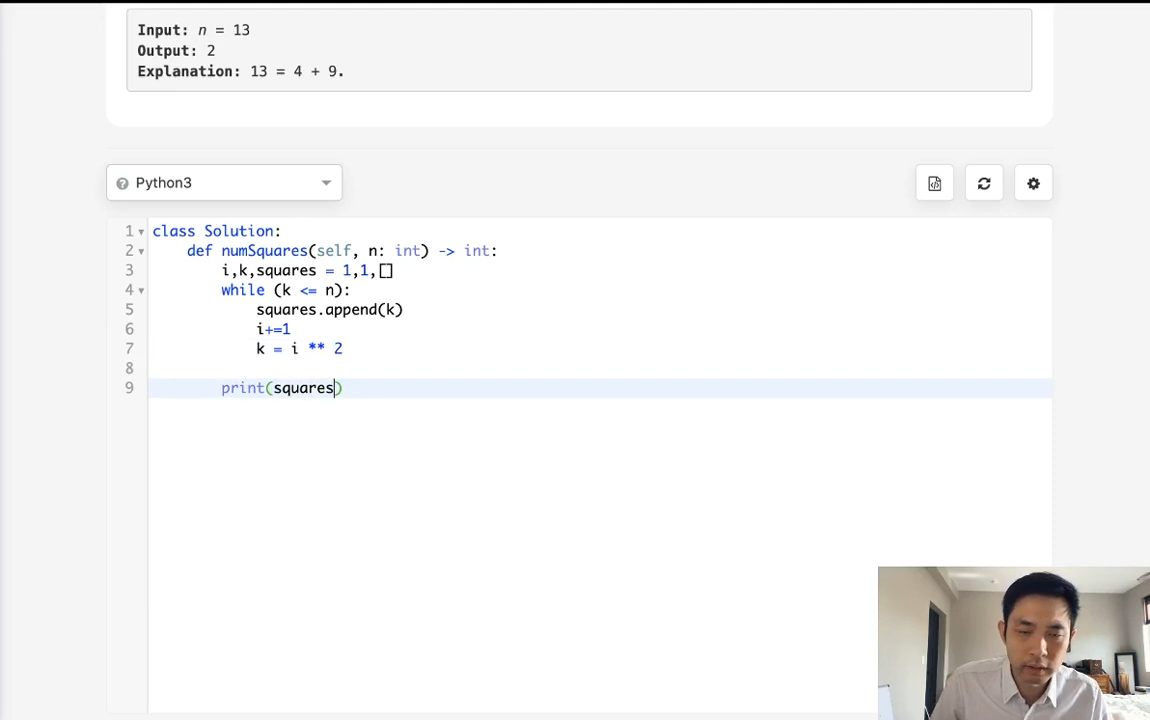 Input: n = 13
Output: 2
Explanation: 13 = 4 + 9.
Python3
1 class Solution:
2     def numSquares(self, n: int) -> int:
3         i,k,squares = 1,1,[]
4         while (k <= n):
5             squares.append(k)
6             i+=1
7             k = i ** 2
8
9         print(squares)